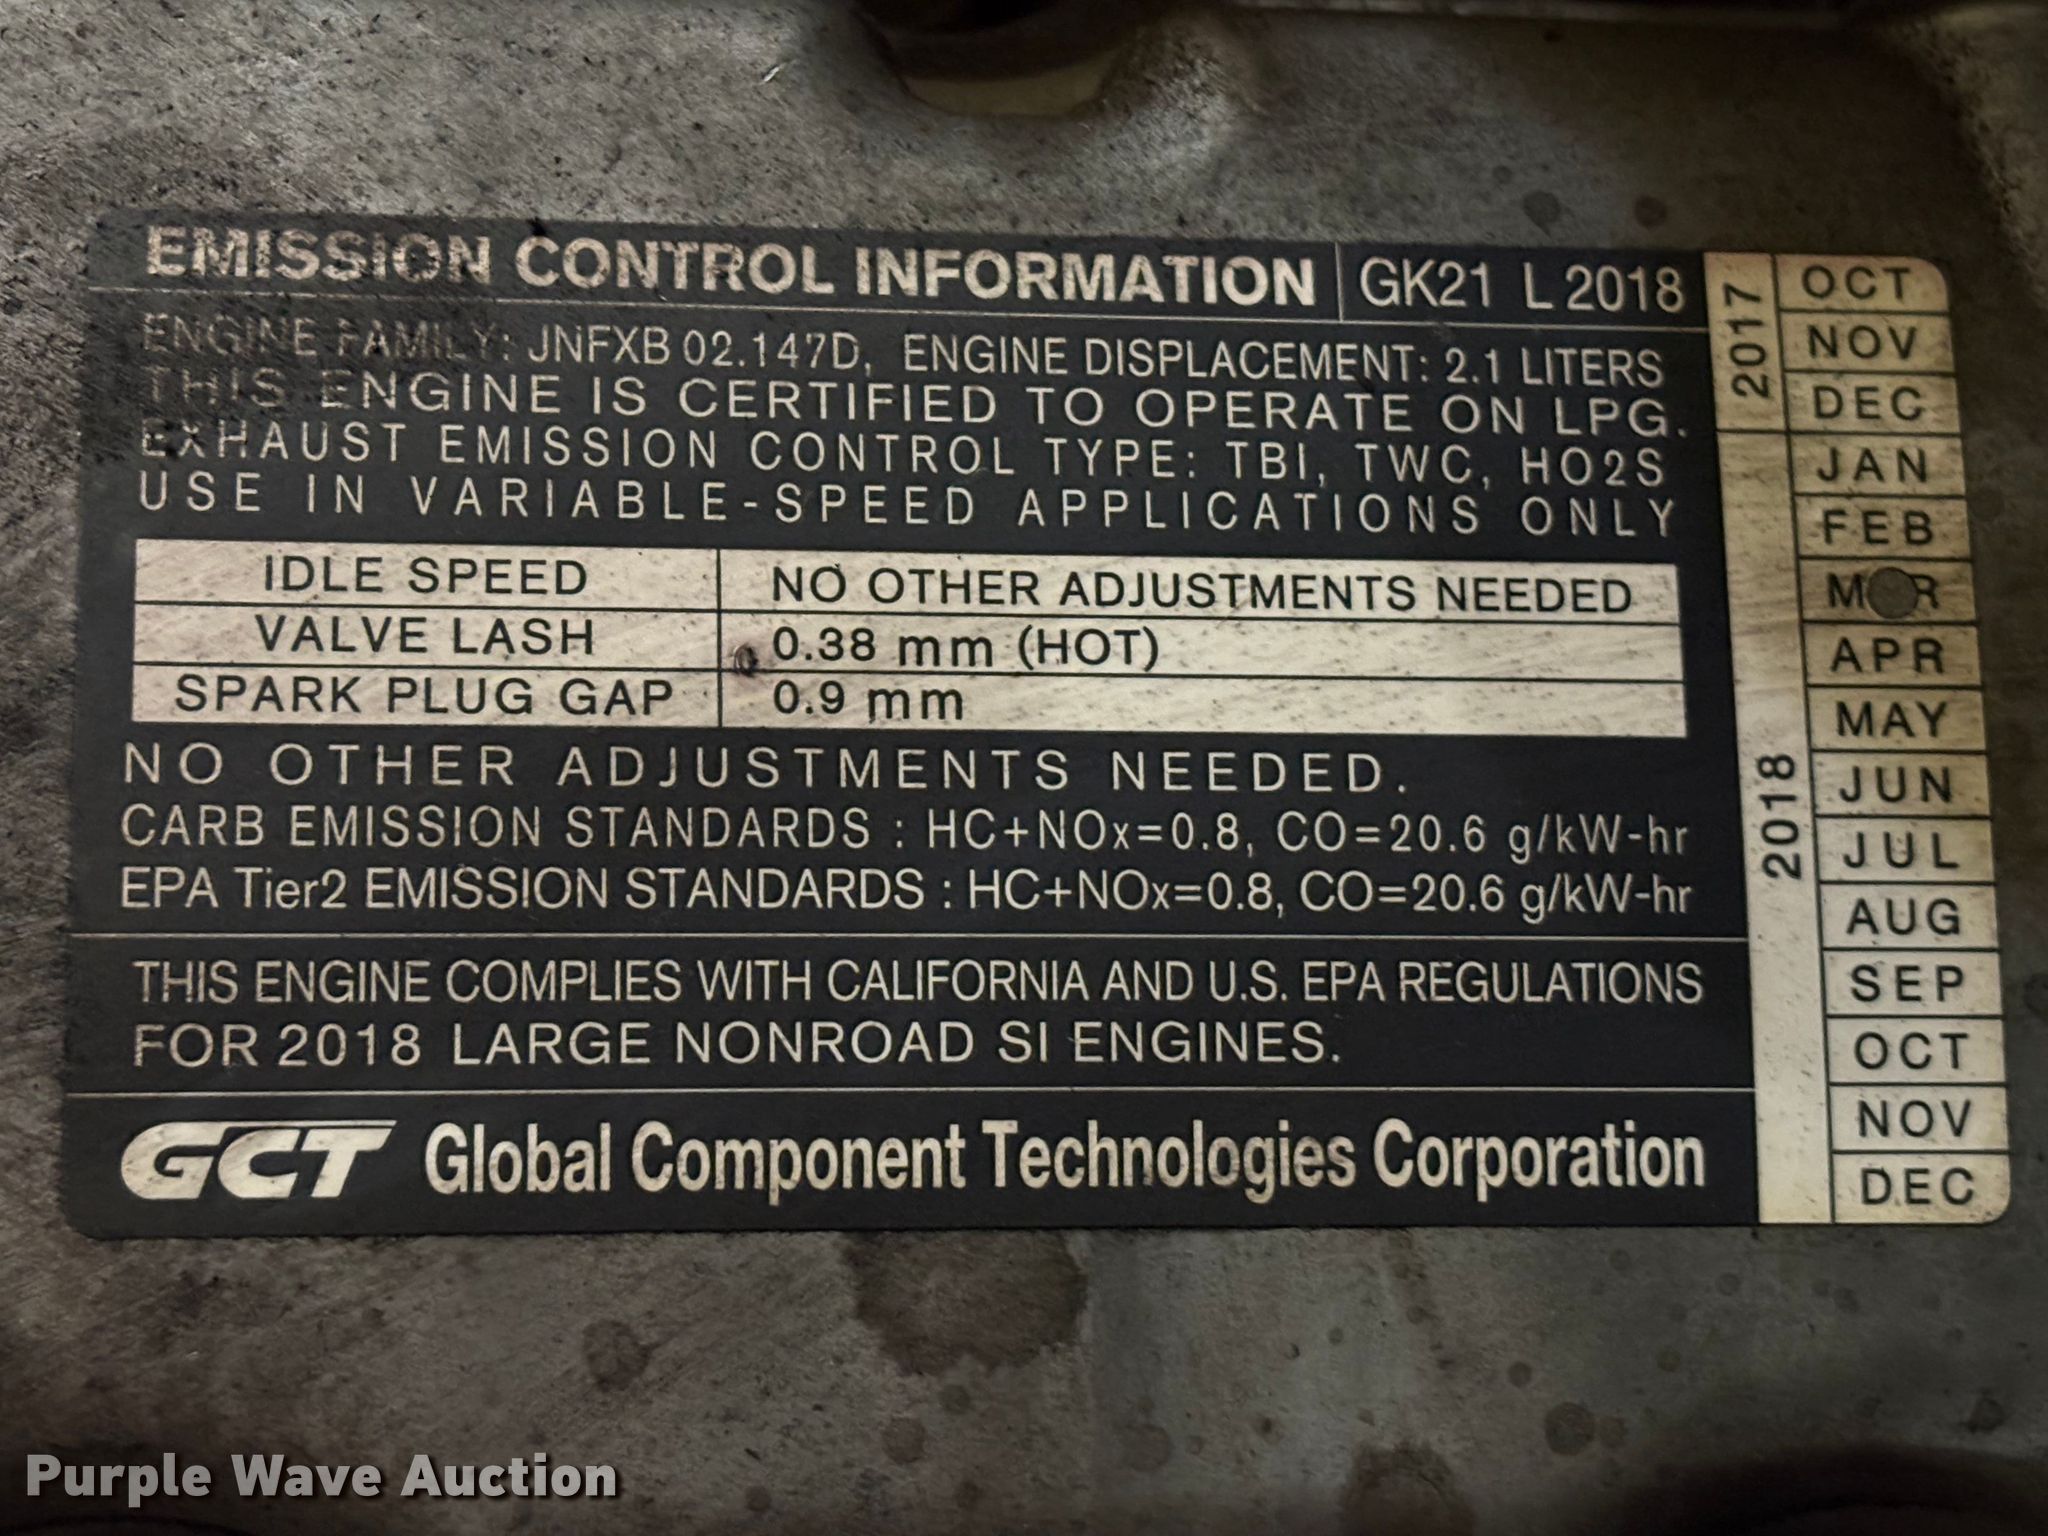 EMISSION CONTROL INFORMATION GK21 L 2018
ENGINE FAMILY: JNFXB 02.147D, ENGINE DISPLACEMENT: 2.1 LITERS
THIS ENGINE IS CERTIFIED TO OPERATE ON LPG.
EXHAUST EMISSION CONTROL TYPE: TBI, TWC, HO2S
USE IN VARIABLE-SPEED APPLICATIONS ONLY
IDLE SPEED NO OTHER ADJUSTMENTS NEEDED
VALVE LASH 0.38 mm (HOT)
SPARK PLUG GAP 0.9 mm
NO OTHER ADJUSTMENTS NEEDED.
CARB EMISSION STANDARDS : HC+NOx=0.8, CO=20.6 g/kW-hr
EPA Tier2 EMISSION STANDARDS : HC+NOx=0.8, CO=20.6 g/kW-hr
THIS ENGINE COMPLIES WITH CALIFORNIA AND U.S. EPA REGULATIONS
FOR 2018 LARGE NONROAD SI ENGINES.
GCT Global Component Technologies Corporation
2017
OCT
NOV
DEC
2018
JAN
FEB
MAR
APR
MAY
JUN
JUL
AUG
SEP
OCT
NOV
DEC
Purple Wave Auction